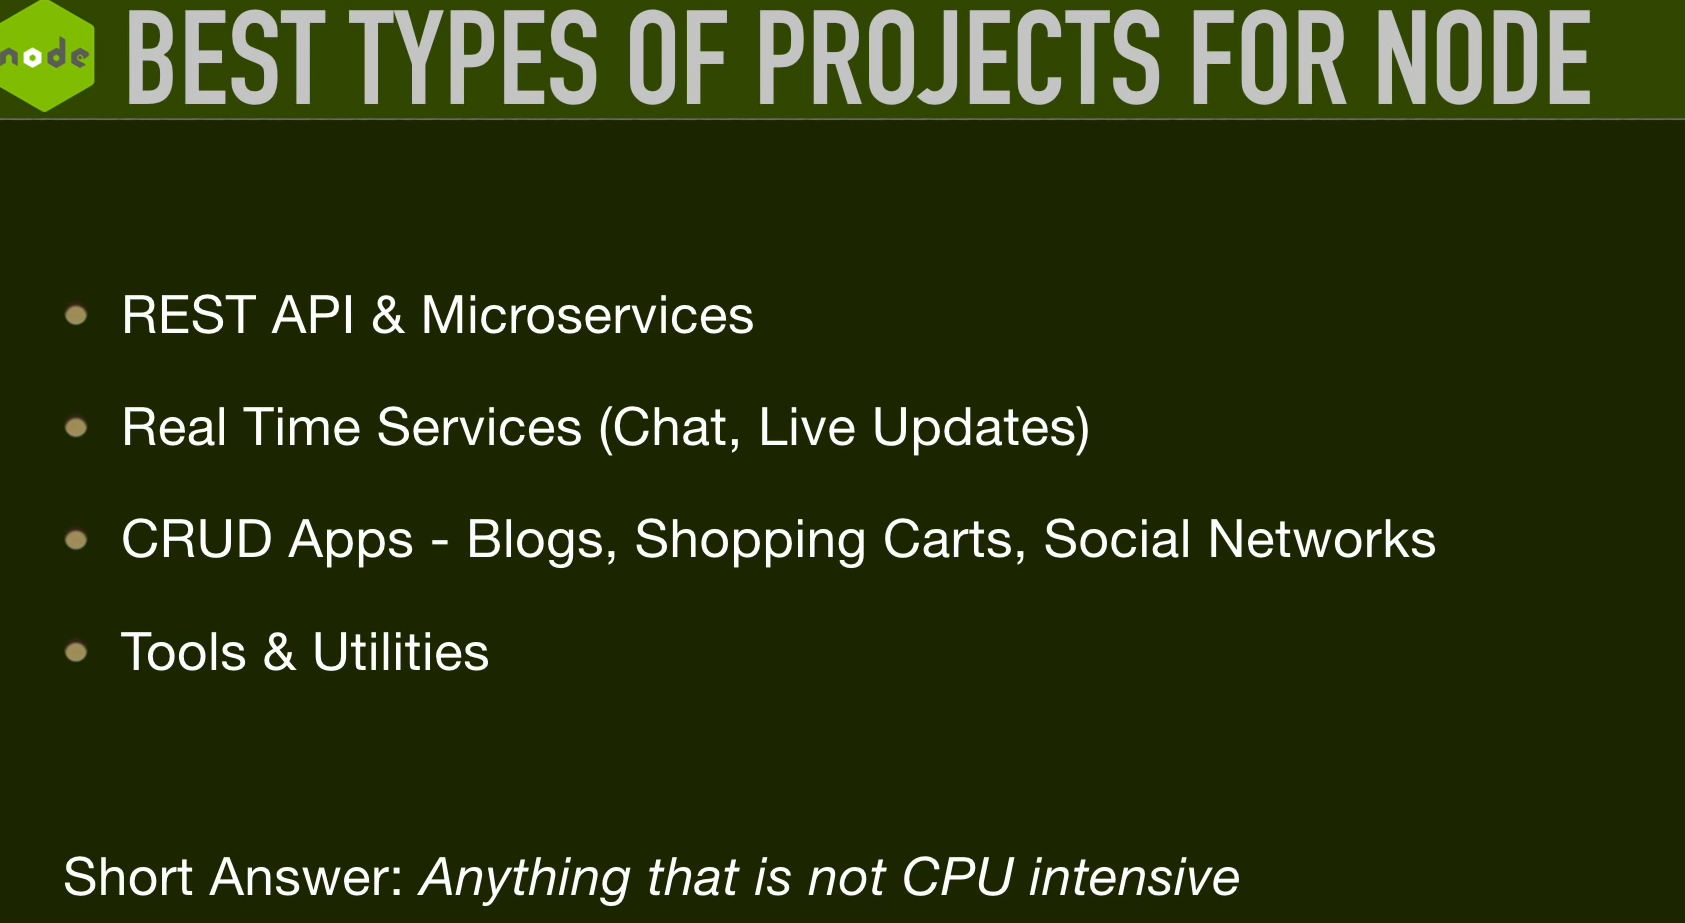 node
BEST TYPES OF PROJECTS FOR NODE
REST API & Microservices
Real Time Services (Chat, Live Updates)
CRUD Apps - Blogs, Shopping Carts, Social Networks
Tools & Utilities
Short Answer: Anything that is not CPU intensive